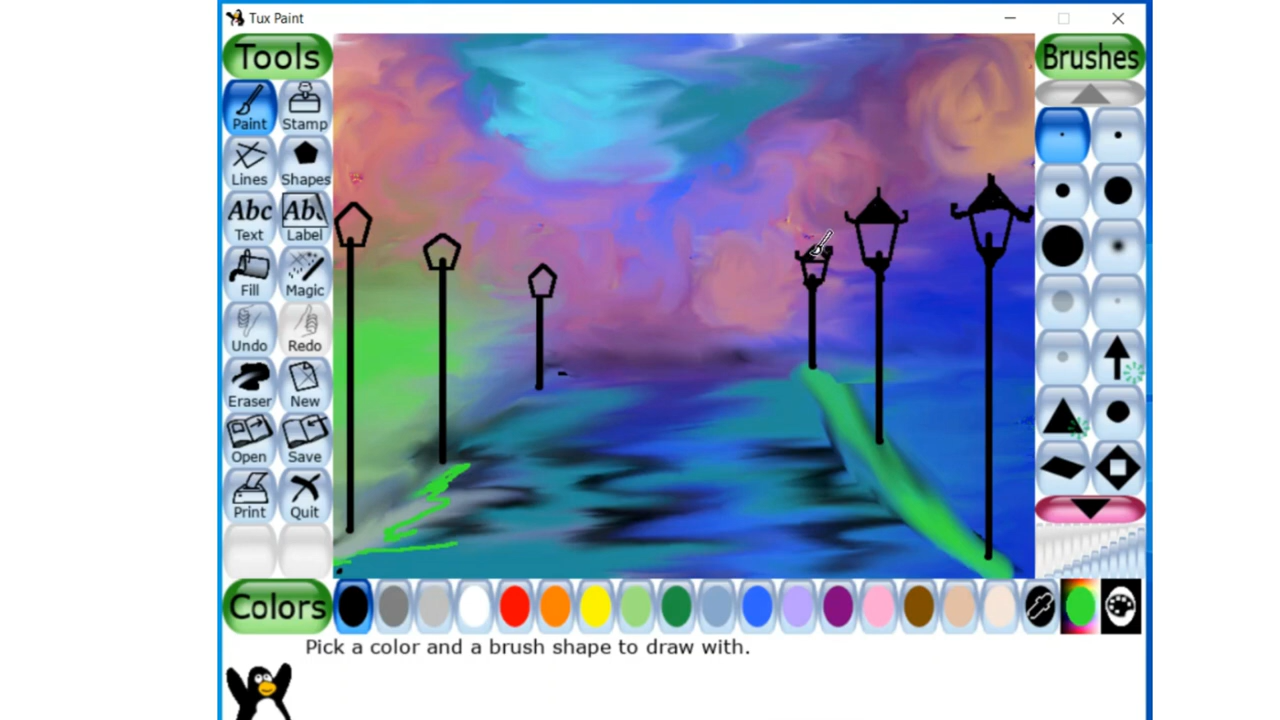 Tux Paint
Tools
Brushes
Paint
Stamp
Lines
Shapes
Abc
Abc
Text
Label
Fill
Magic
Undo
Redo
Eraser
New
Open
Save
Print
Quit
Colors
Pick a color and a brush shape to draw with.